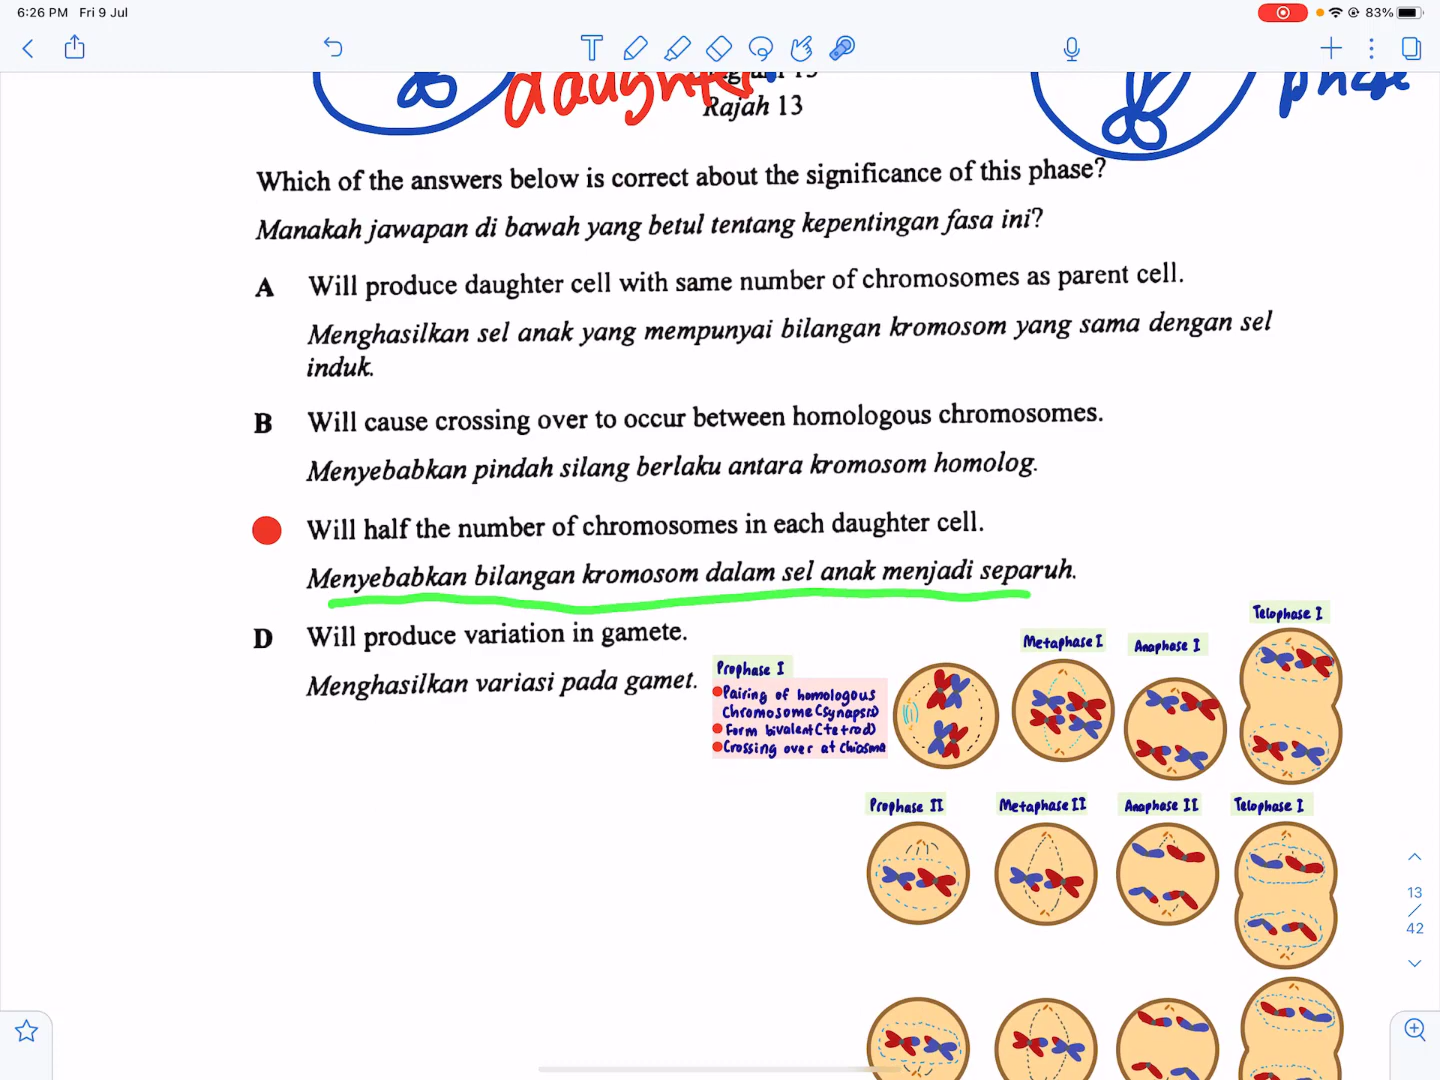 6:26 PM Fri 9 Jul
83%
daughter
phase
Rajah 13
Which of the answers below is correct about the significance of this phase?
Manakah jawapan di bawah yang betul tentang kepentingan fasa ini?
A Will produce daughter cell with same number of chromosomes as parent cell.
Menghasilkan sel anak yang mempunyai bilangan kromosom yang sama dengan sel
induk.
B Will cause crossing over to occur between homologous chromosomes.
Menyebabkan pindah silang berlaku antara kromosom homolog.
Will half the number of chromosomes in each daughter cell.
Menyebabkan bilangan kromosom dalam sel anak menjadi separuh.
D Will produce variation in gamete.
Menghasilkan variasi pada gamet.
Prophase I
Pairing of homologous
Chromosome (synapsis)
Form bivalent (tetrad)
Crossing over at Chiasma
Metaphase I
Anaphase I
Telophase I
Prophase II
Metaphase II
Anaphase II
Telophase I
13
/
42